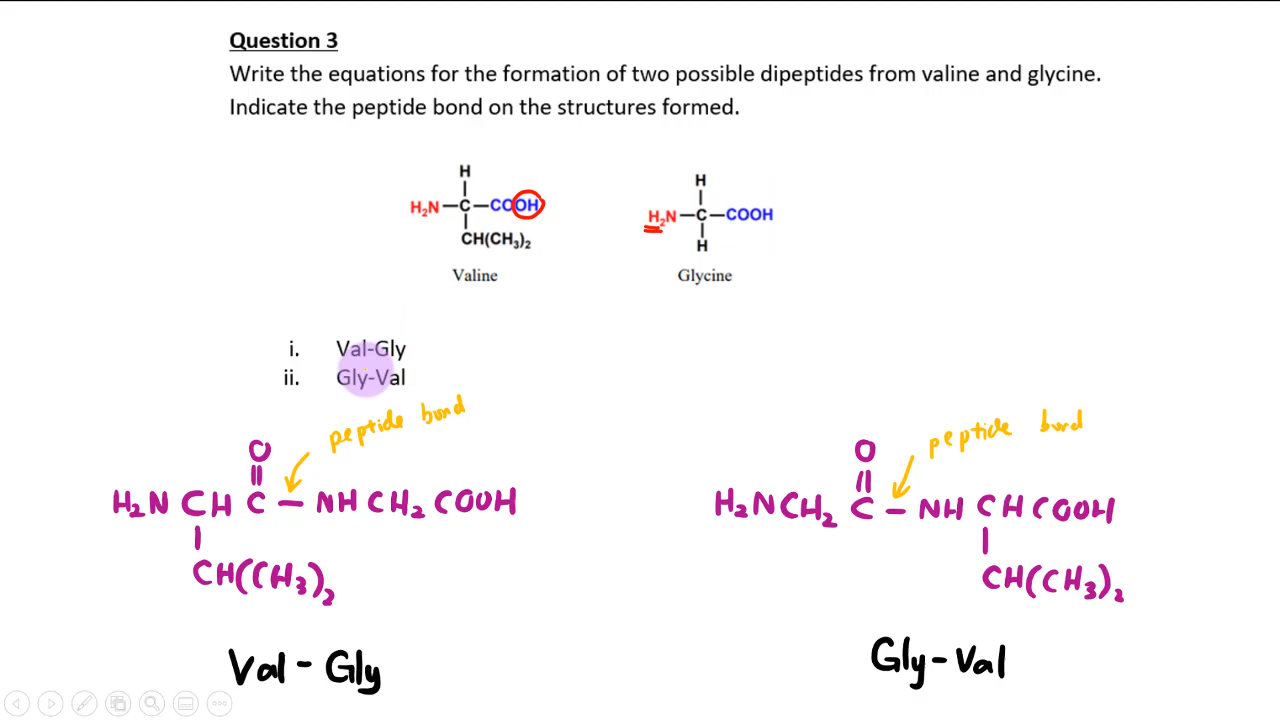 Question 3
Write the equations for the formation of two possible dipeptides from valine and glycine.
Indicate the peptide bond on the structures formed.
H
H₂N—C—COOH
CH(CH₃)₂
Valine
H
H₂N—C—COOH
H
Glycine
i. Val-Gly
ii. Gly-Val
peptide bond
O
H₂N CH C – NH CH₂ COOH
CH(CH₃)₂
Val - Gly
peptide bond
O
H₂NCH₂ C – NH CH COOH
CH(CH₃)₂
Gly - Val